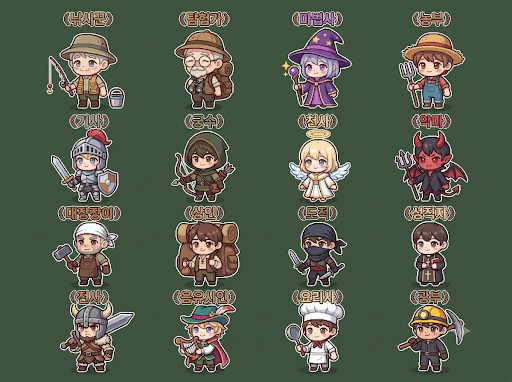 《낚시꾼》 《탐험가》 《마법사》 《농부》
《기사》 《궁수》 《천사》 《악마》
《대장장이》 《상인》 《도적》 《성직자》
《전사》 《음유시인》 《요리사》 《광부》